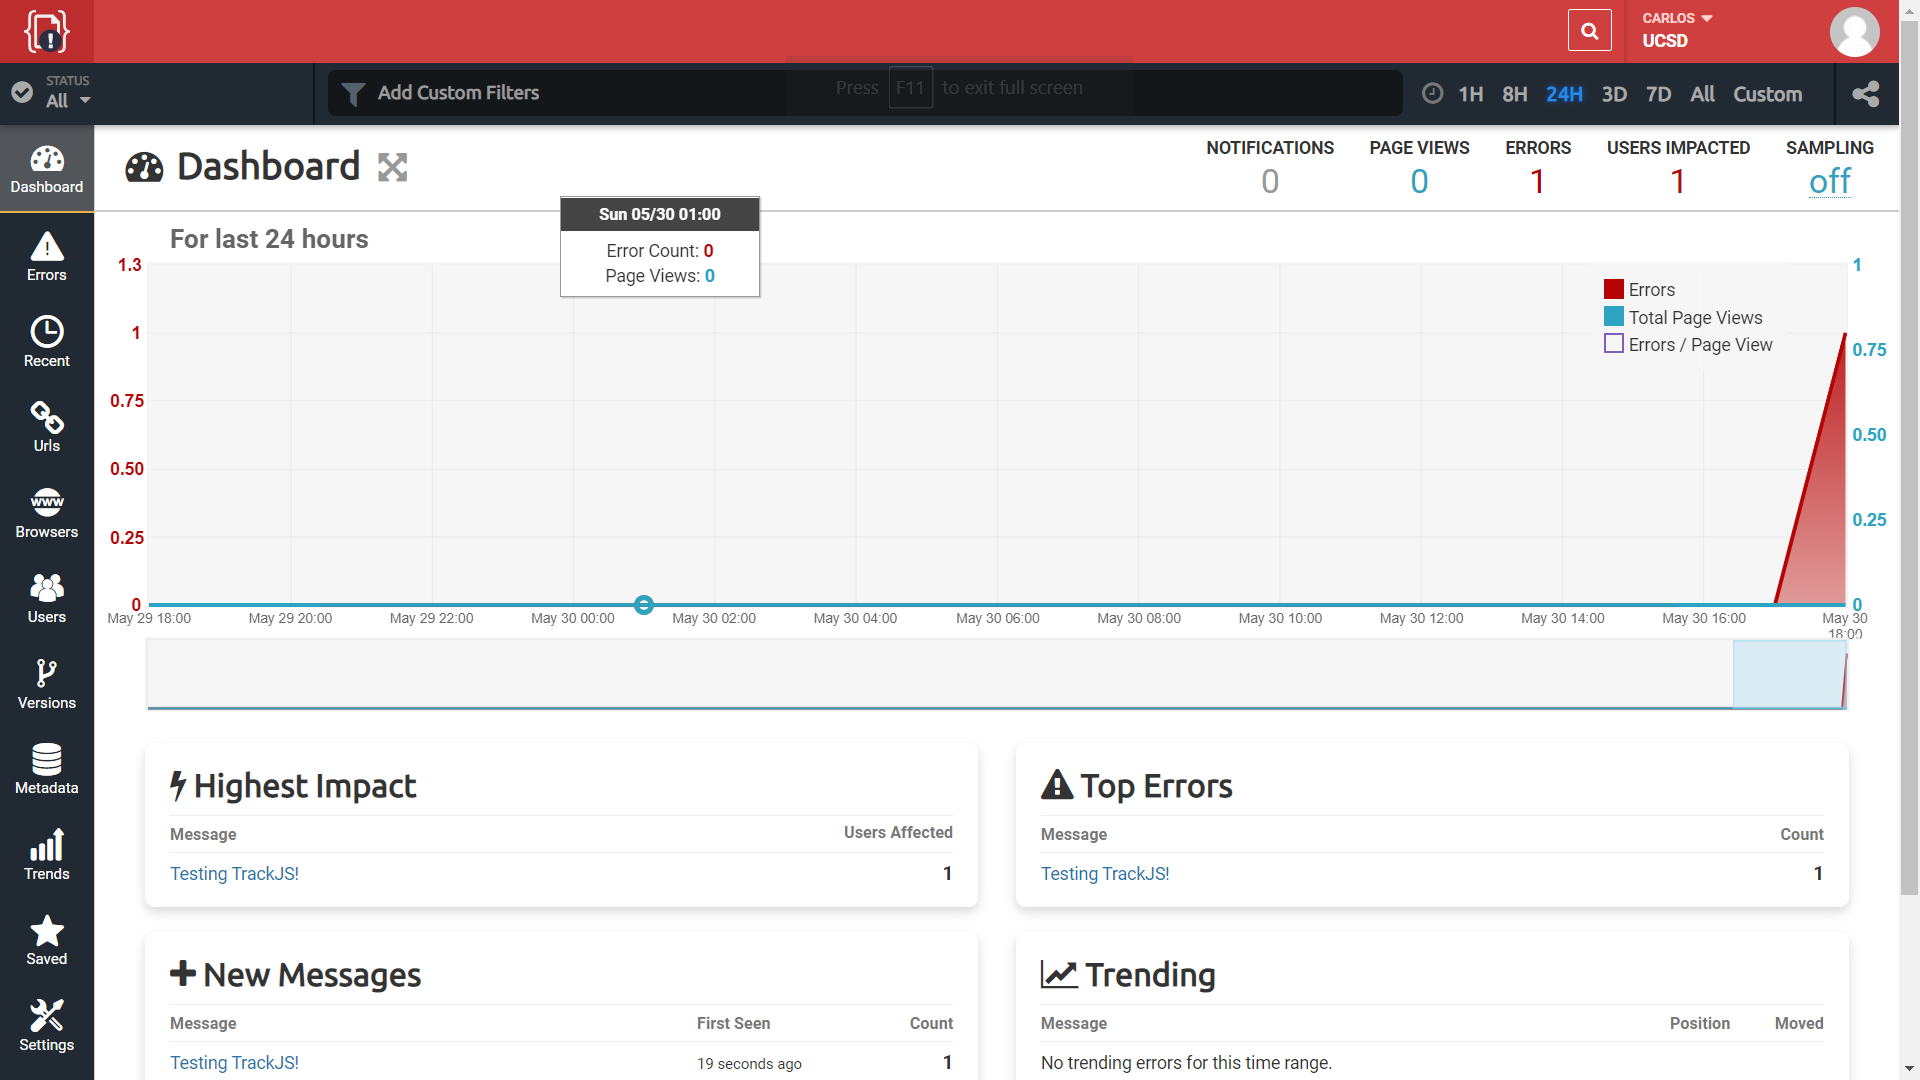 CARLOS
UCSD
STATUS
All
Add Custom Filters
Press F11 to exit full screen
1H 8H 24H 3D 7D All Custom
Dashboard
Errors
Recent
Urls
WWW
Browsers
Users
Versions
Metadata
Trends
Saved
Settings
Dashboard
NOTIFICATIONS
0
PAGE VIEWS
0
ERRORS
1
USERS IMPACTED
1
SAMPLING
off
For last 24 hours
Sun 05/30 01:00
Error Count: 0
Page Views: 0
1.3
1
0.75
0.50
0.25
0
Errors
Total Page Views
Errors / Page View
1
0.75
0.50
0.25
0
May 29 18:00
May 29 20:00
May 29 22:00
May 30 00:00
May 30 02:00
May 30 04:00
May 30 06:00
May 30 08:00
May 30 10:00
May 30 12:00
May 30 14:00
May 30 16:00
May 30
18:00
Highest Impact
Message Users Affected
Testing TrackJS! 1
Top Errors
Message Count
Testing TrackJS! 1
New Messages
Message First Seen Count
Testing TrackJS! 19 seconds ago 1
Trending
Message Position Moved
No trending errors for this time range.